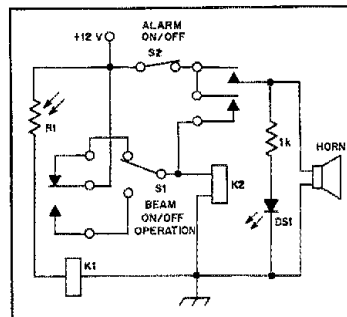 ALARM
ON/OFF
+12 V
S2
R1
1k
HORN
S1
K2
BEAM
ON/OFF
OPERATION
DS1
K1